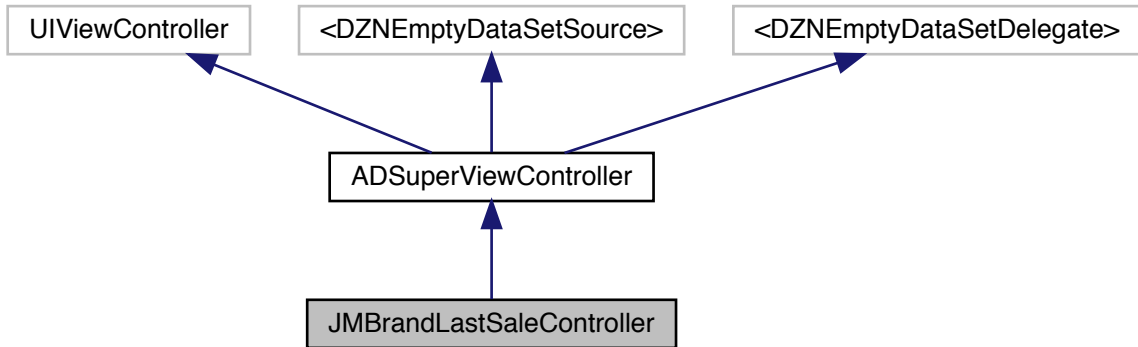 UIViewController
<DZNEmptyDataSetSource>
<DZNEmptyDataSetDelegate>
ADSuperViewController
JMBrandLastSaleController